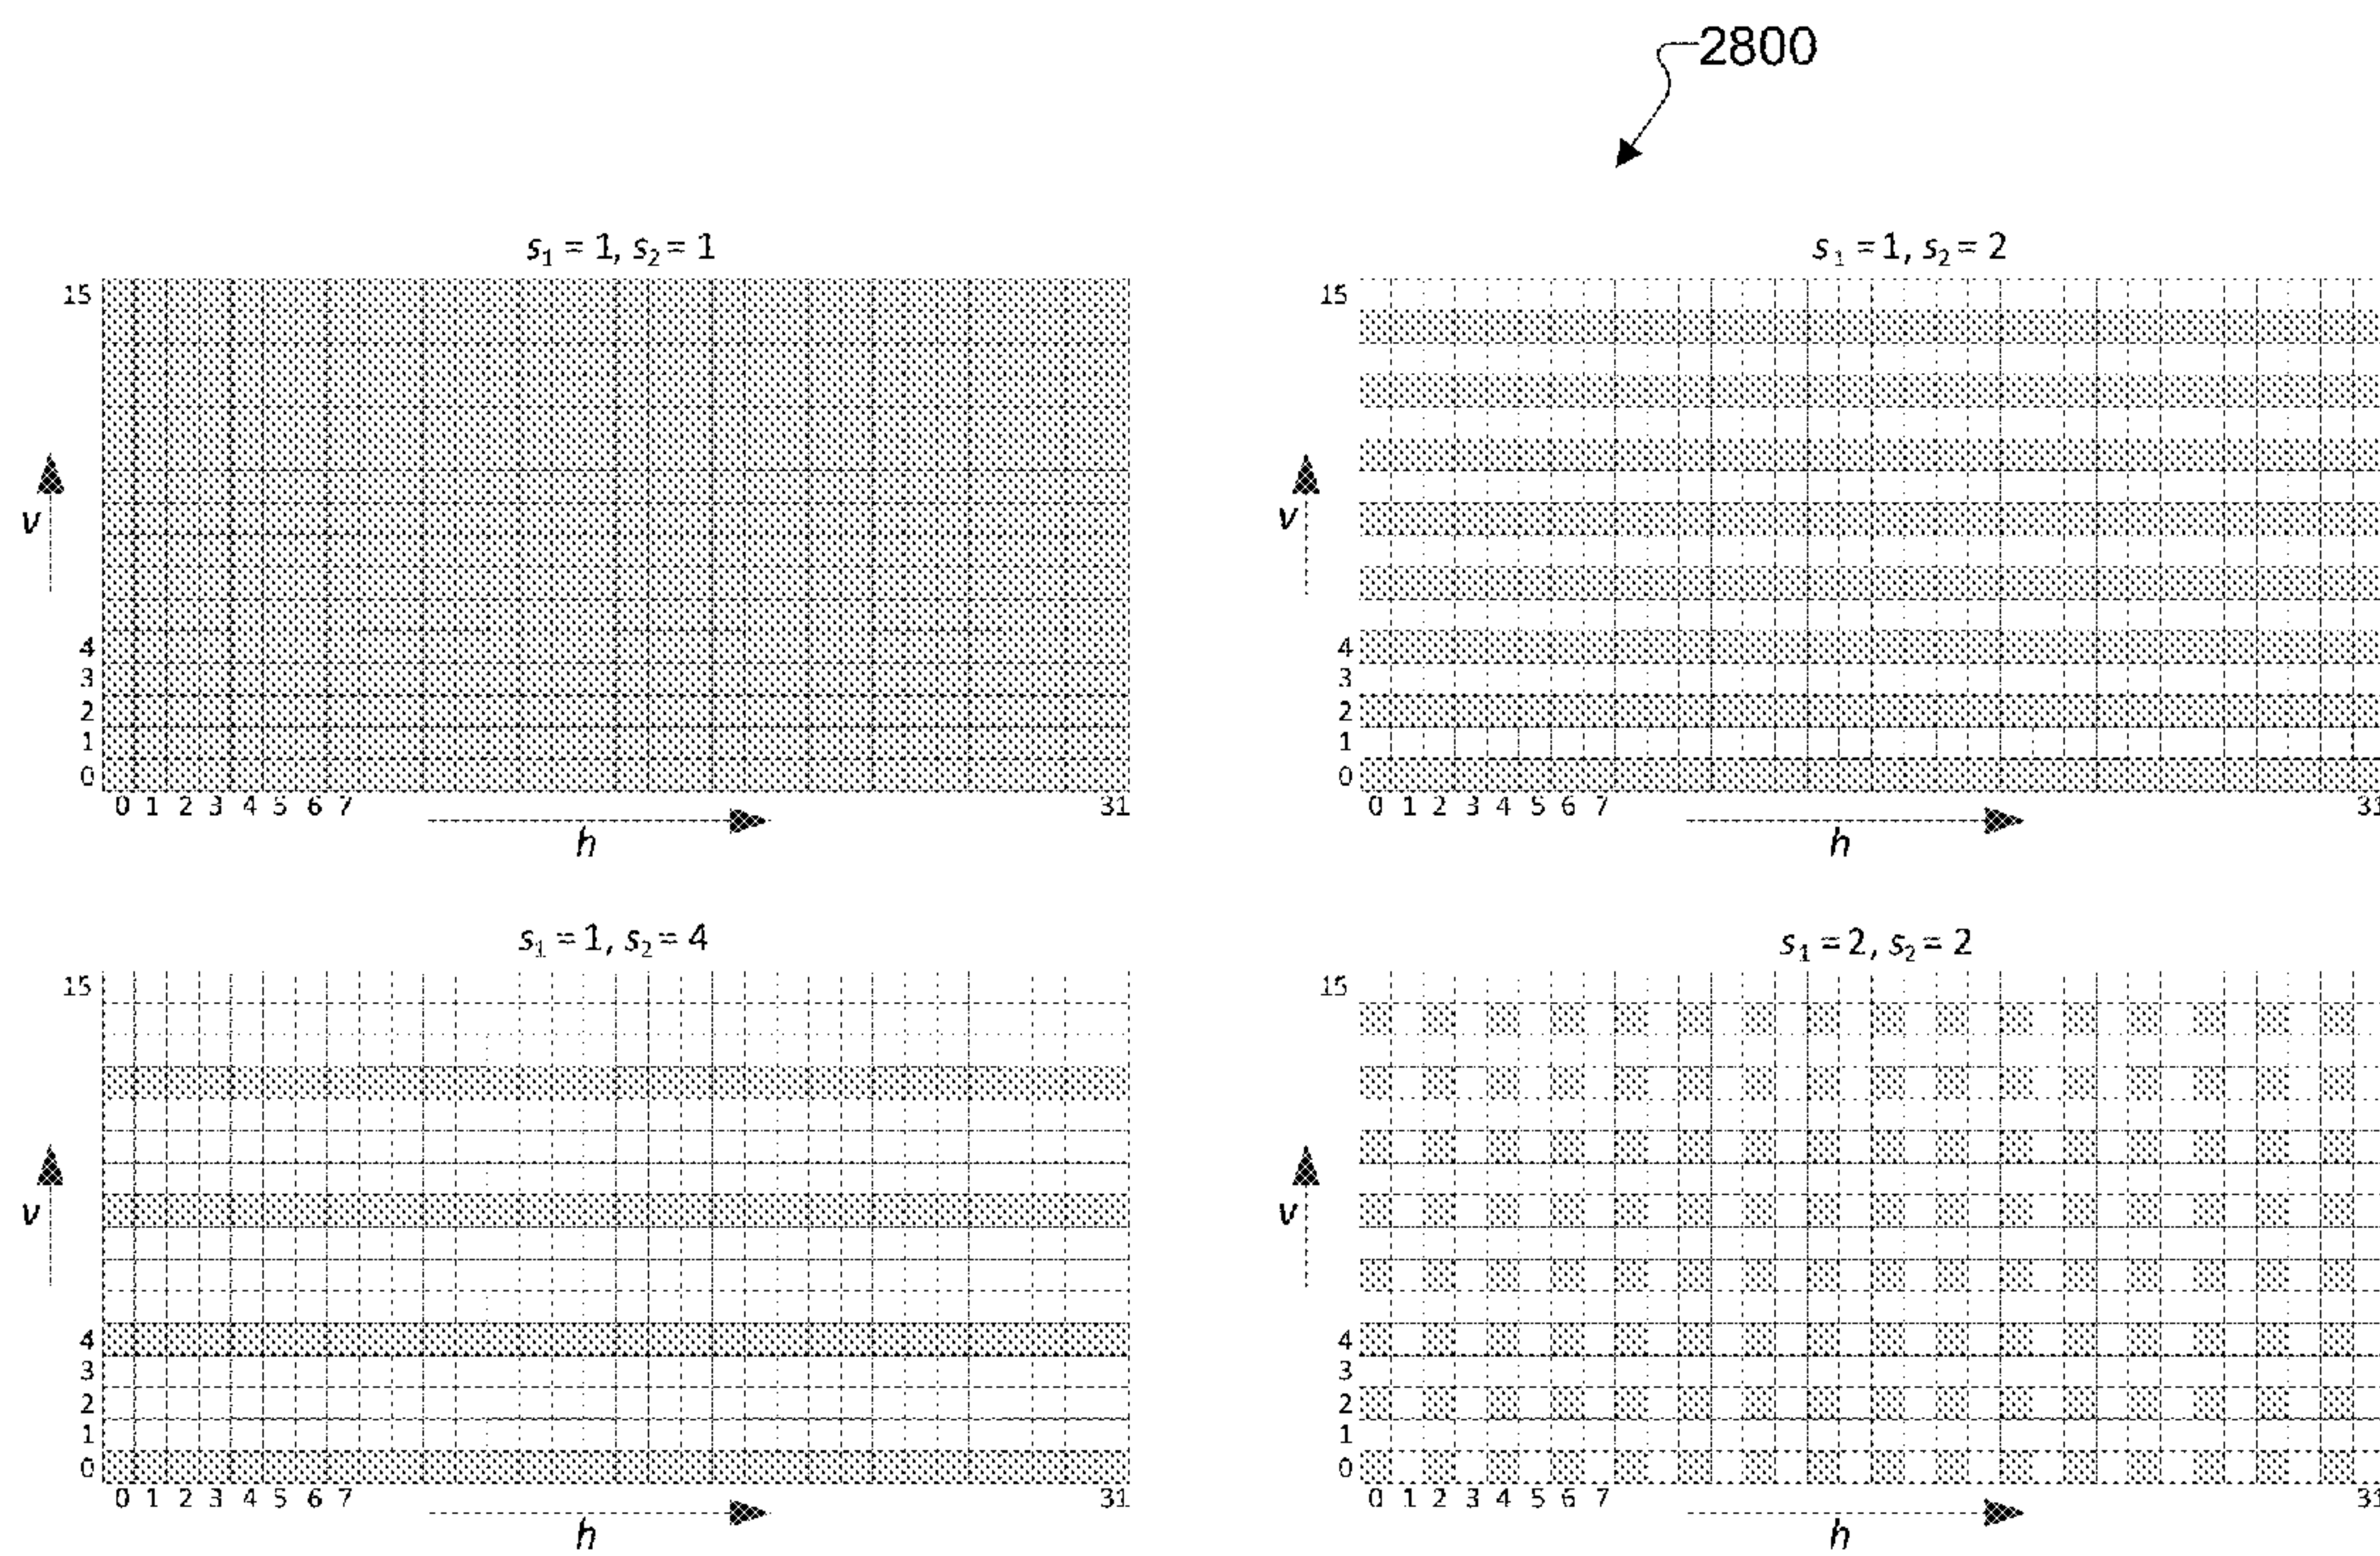 2800
s₁ = 1, s₂ = 1
15
v
4
3
2
1
0
0 1 2 3 4 5 6 7 31
h
s₁ = 1, s₂ = 2
15
v
4
3
2
1
0
0 1 2 3 4 5 6 7 31
h
s₁ = 1, s₂ = 4
15
v
4
3
2
1
0
0 1 2 3 4 5 6 7 31
h
s₁ = 2, s₂ = 2
15
v
4
3
2
1
0
0 1 2 3 4 5 6 7 31
h